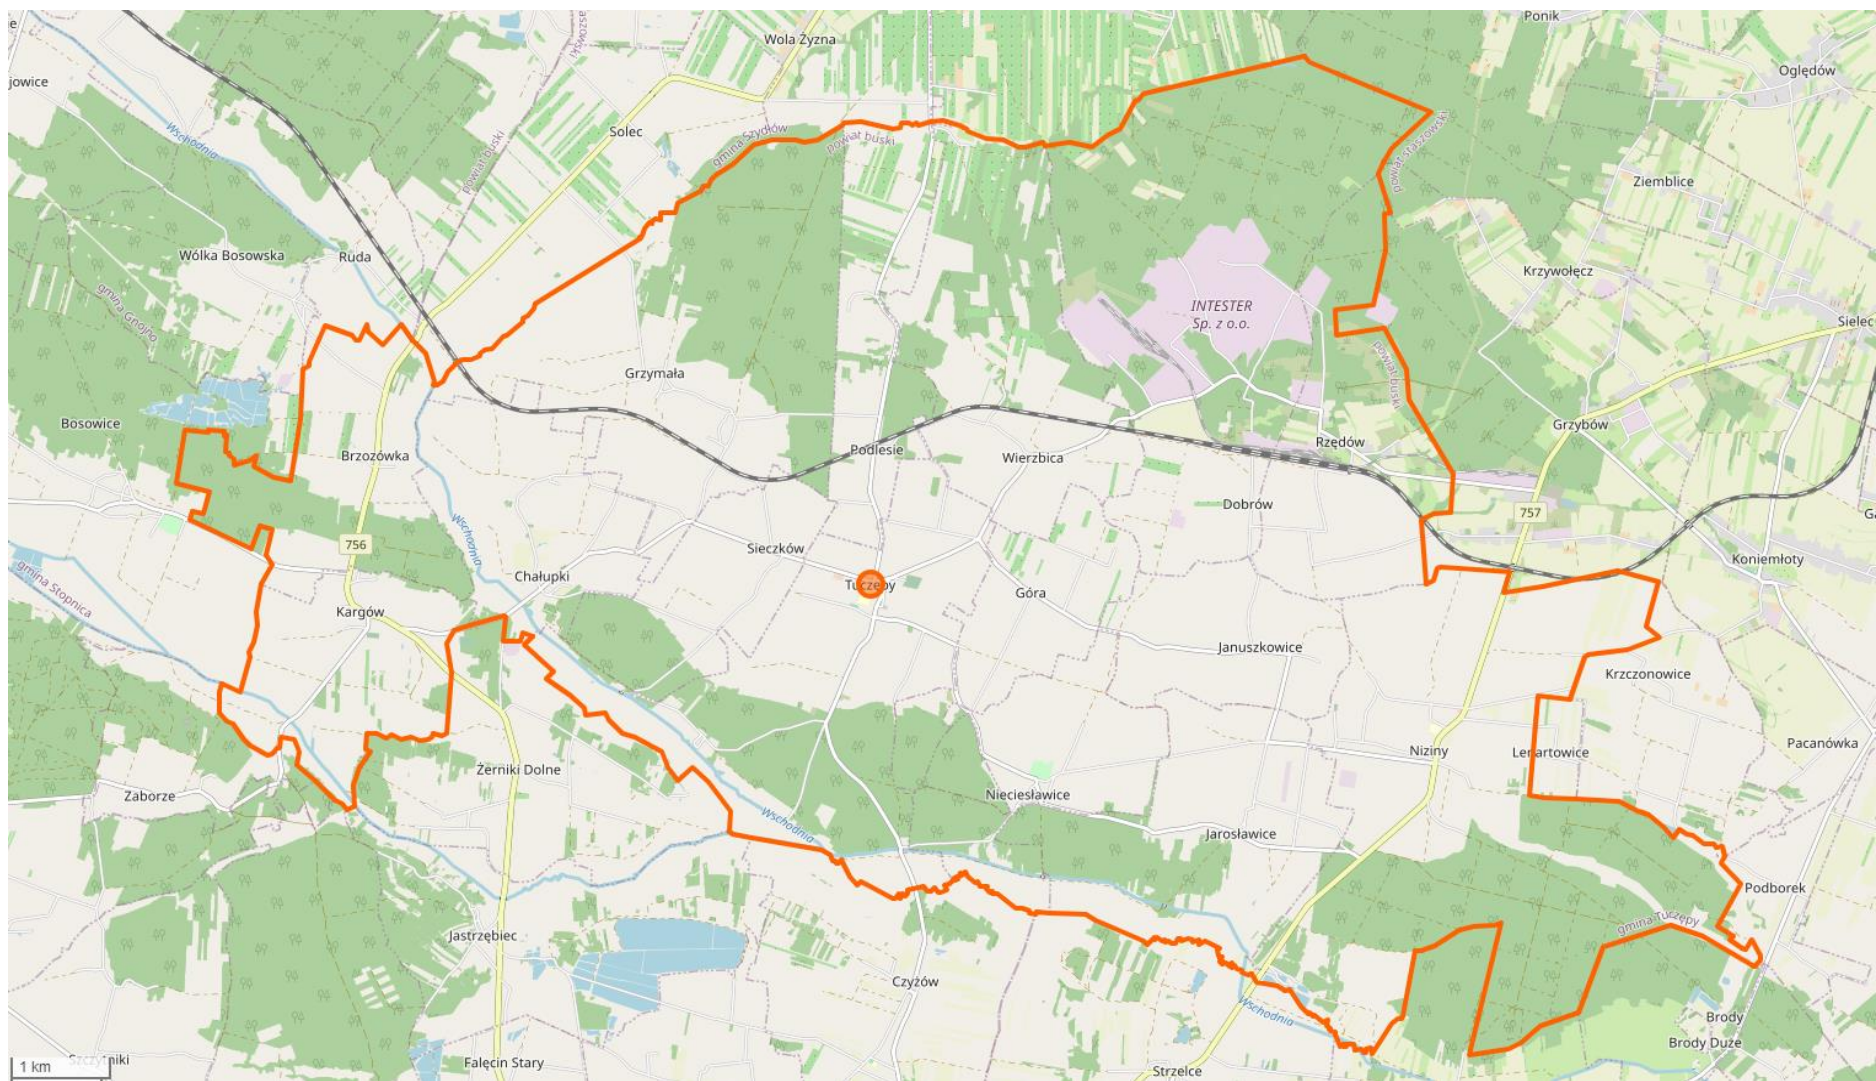 Ponik
Wola Żyzna
Oględów
jowice
Solec
Wschodnia
gmina Szydłów
powiat buski
powiat buski
powiat staszowski
Ziemblice
Wólka Bosowska
Ruda
gmina Gnojno
Krzywołęcz
INTESTER
Sp. z o.o.
Sielec
Grzymała
powiat buski
Bosowice
Brzozówka
Podlesie
Wierzbica
Rzędów
Grzybów
Dobrów
757
Wschodnia
756
Sieczków
Koniemłoty
gmina Stopnica
Chałupki
Tuczępy
Góra
Kargów
Januszkowice
Krzczonowice
Niziny
Lenartowice
Pacanówka
Żerniki Dolne
Zaborze
Nieciesławice
Wschodnia
Jarosławice
Podborek
gmina Tuczępy
Jastrzębiec
Czyżów
Wschodnia
Brody
Brody Duże
1 km
Falęcin Stary
Strzelce